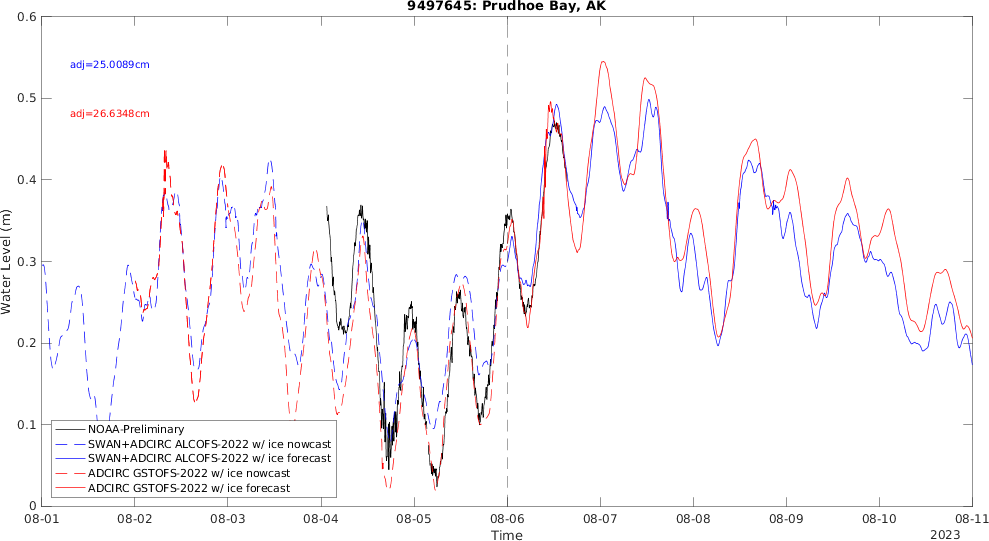 9497645: Prudhoe Bay, AK
0.6
0.5
0.4
0.3
0.2
0.1
0
Water Level (m)
adj=25.0089cm
adj=26.6348cm
NOAA-Preliminary
SWAN+ADCIRC ALCOFS-2022 w/ ice nowcast
SWAN+ADCIRC ALCOFS-2022 w/ ice forecast
ADCIRC GSTOFS-2022 w/ ice nowcast
ADCIRC GSTOFS-2022 w/ ice forecast
08-01 08-02 08-03 08-04 08-05 08-06 08-07 08-08 08-09 08-10 08-11
Time
2023